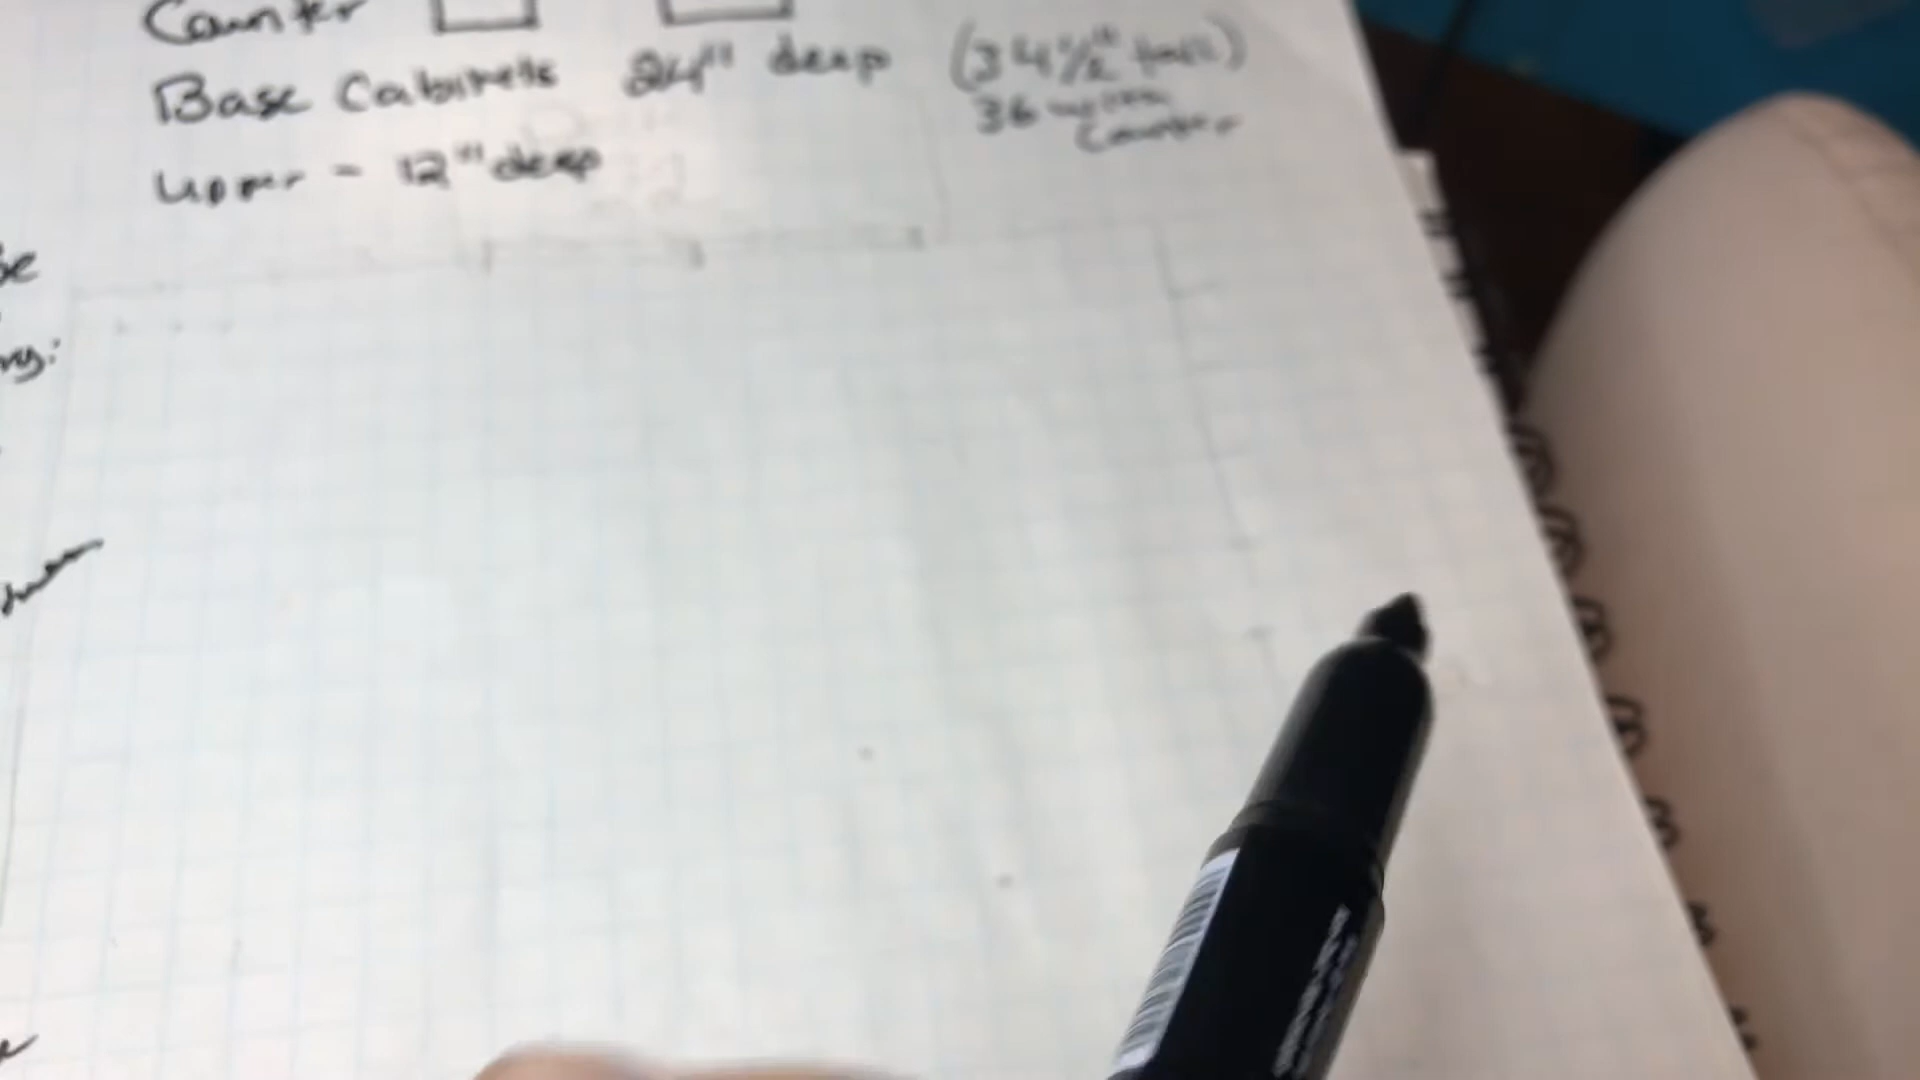 Counter
Base Cabinets 24" deep (34 1/2" tall)
36 with
Counter
upper - 12" deep